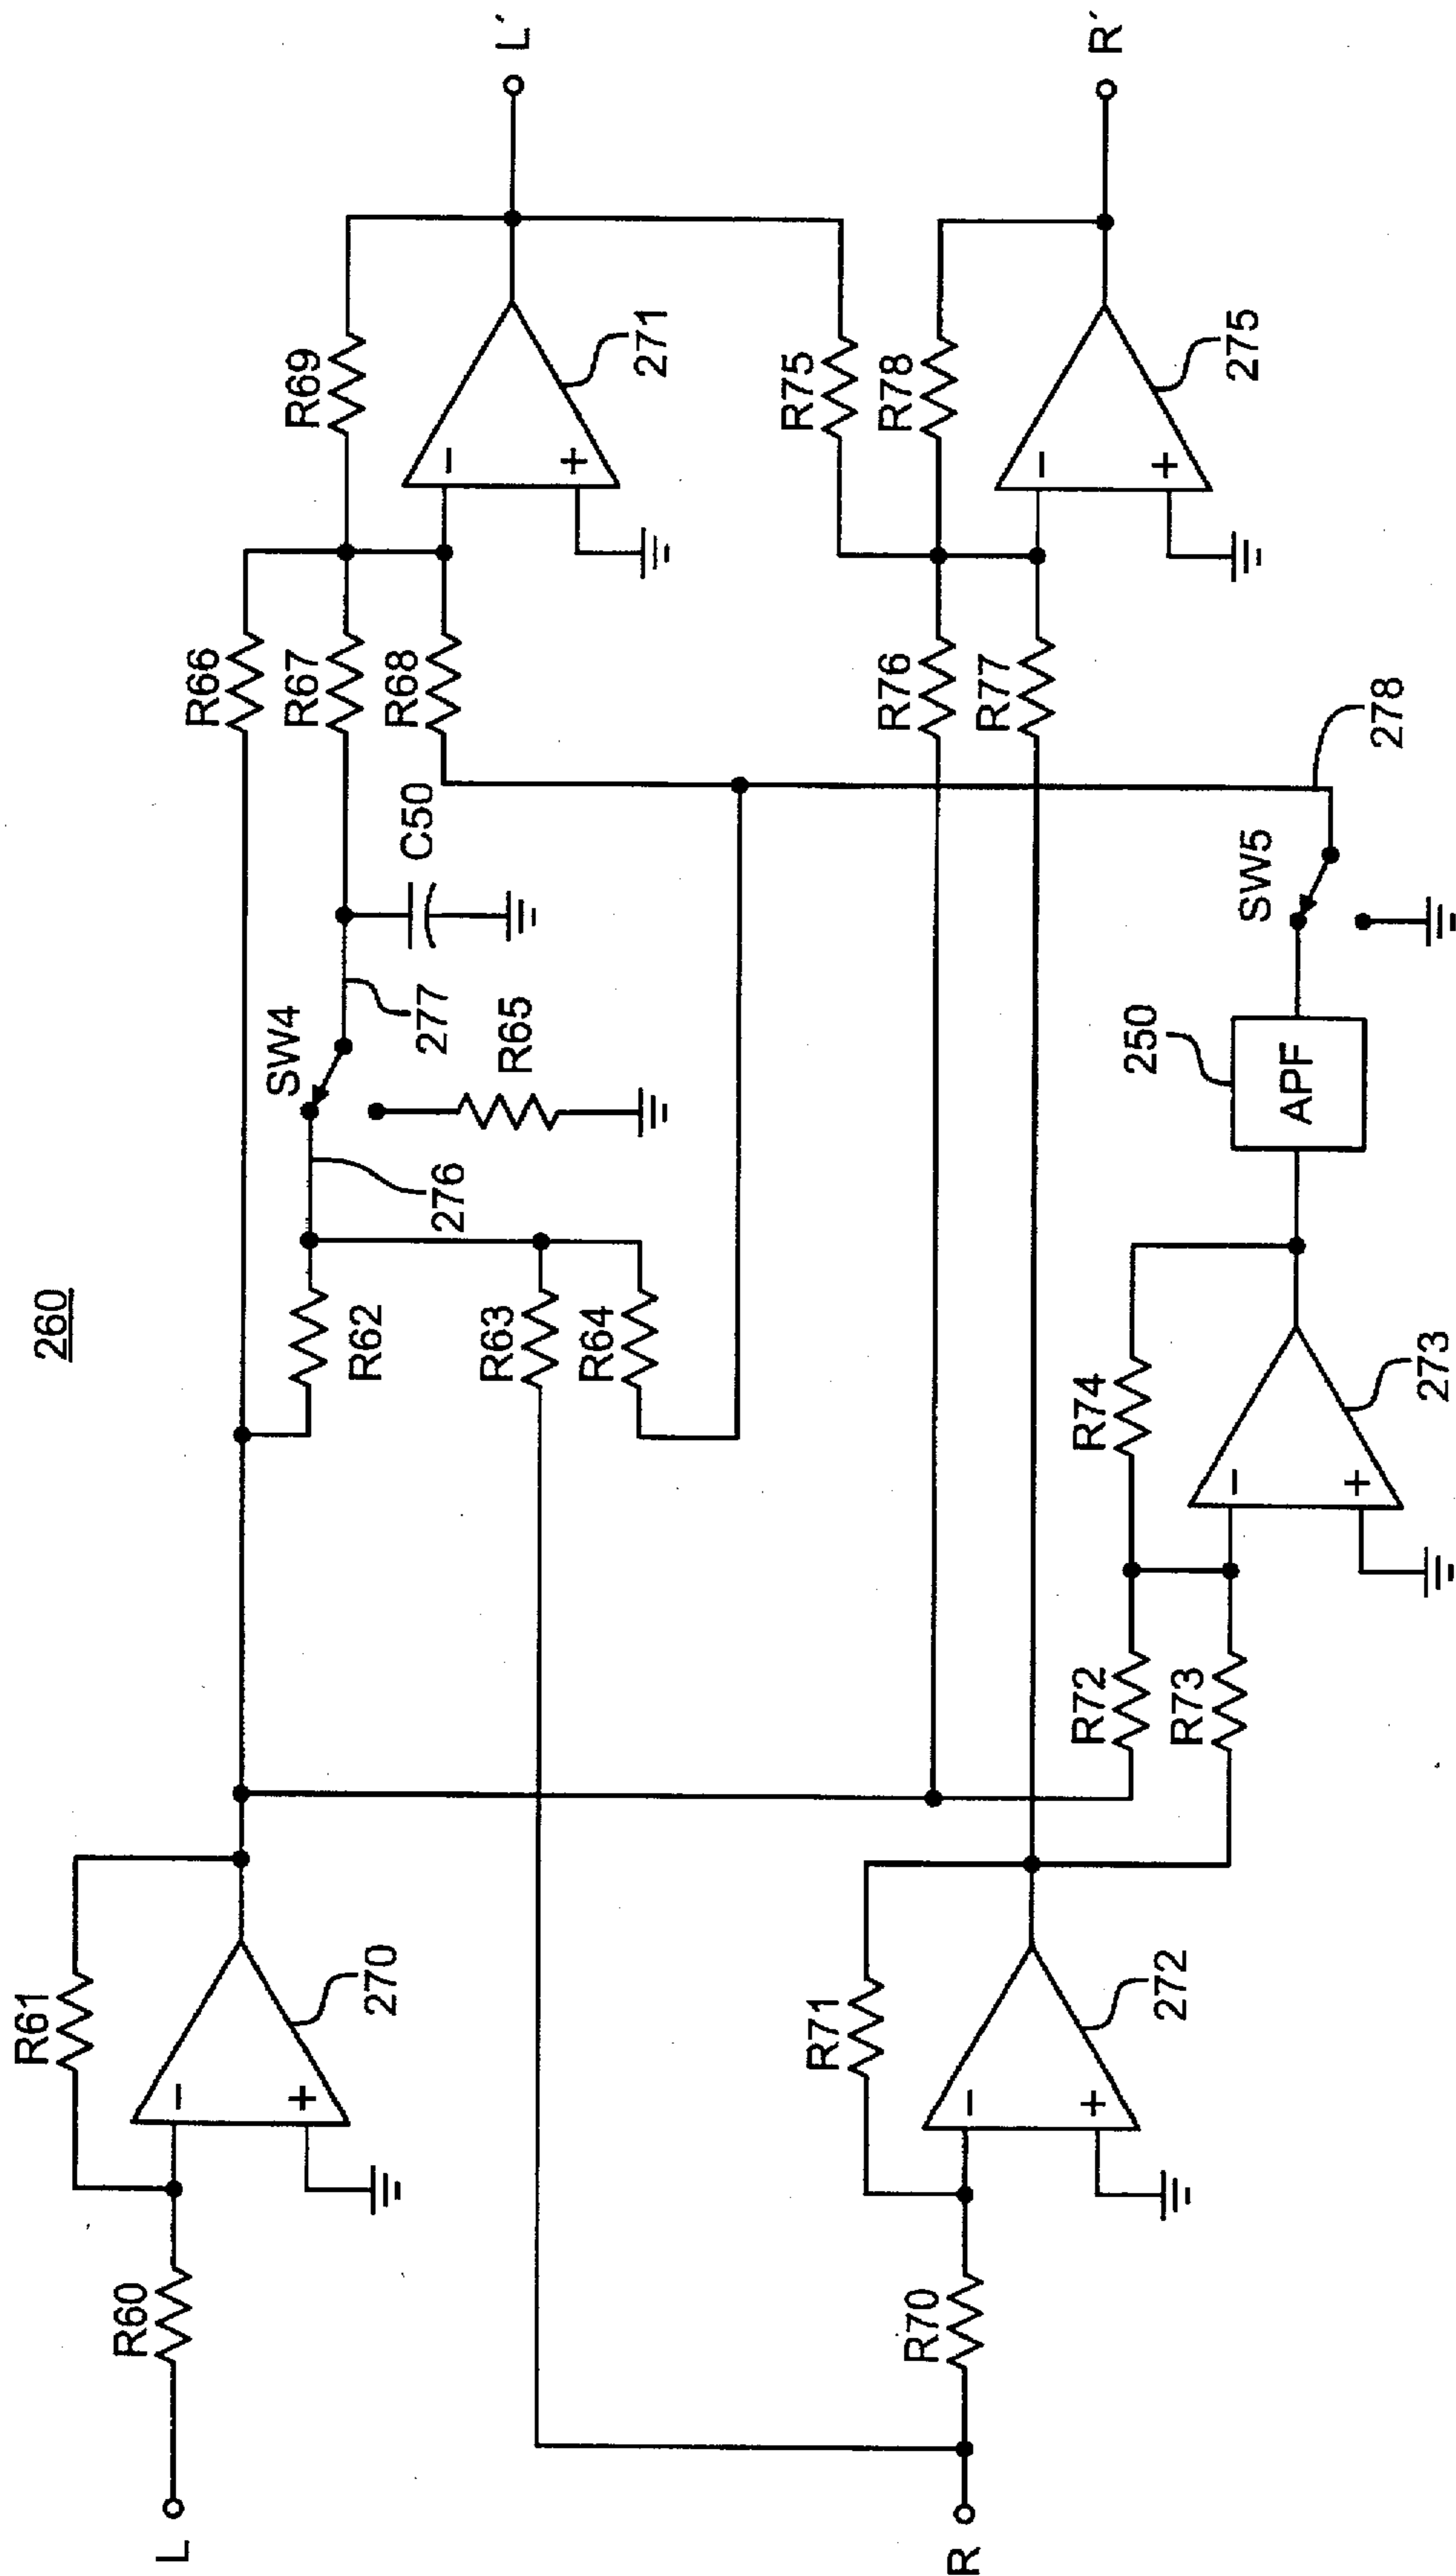 260
L
R60
R61
270
R62
276
SW4
R65
277
C50
R66
R67
R68
R69
271
L´
R63
R64
R
R70
R71
272
R72
R73
R74
273
250
APF
SW5
278
R76
R77
R75
R78
275
R´
−
+
−
+
−
+
−
+
−
+